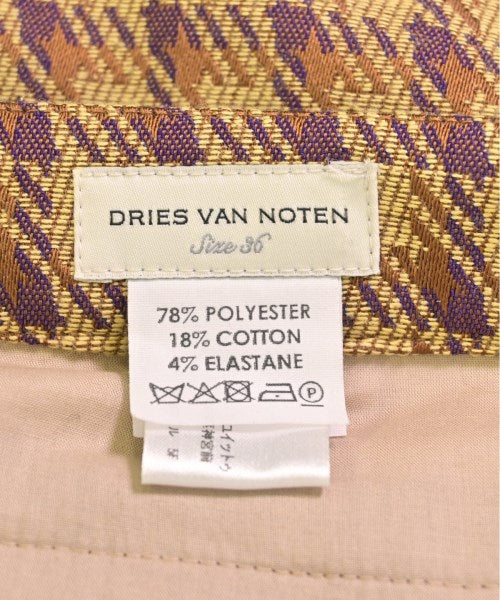 DRIES VAN NOTEN
Size 36
78% POLYESTER
18% COTTON
4% ELASTANE
P